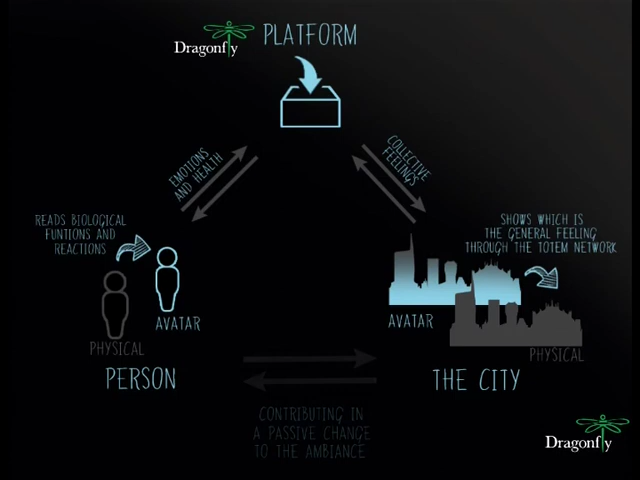 Dragonfly
PLATFORM
EMOTIONS
AND HEALTH
COLLECTIVE
FEELINGS
READS BIOLOGICAL
FUNTIONS AND
REACTIONS
SHOWS WHICH IS
THE GENERAL FEELING
THROUGH THE TOTEM NETWORK
AVATAR
PHYSICAL
PERSON
AVATAR
PHYSICAL
THE CITY
CONTRIBUTING IN
A PASSIVE CHANGE
TO THE AMBIANCE
Dragonfly